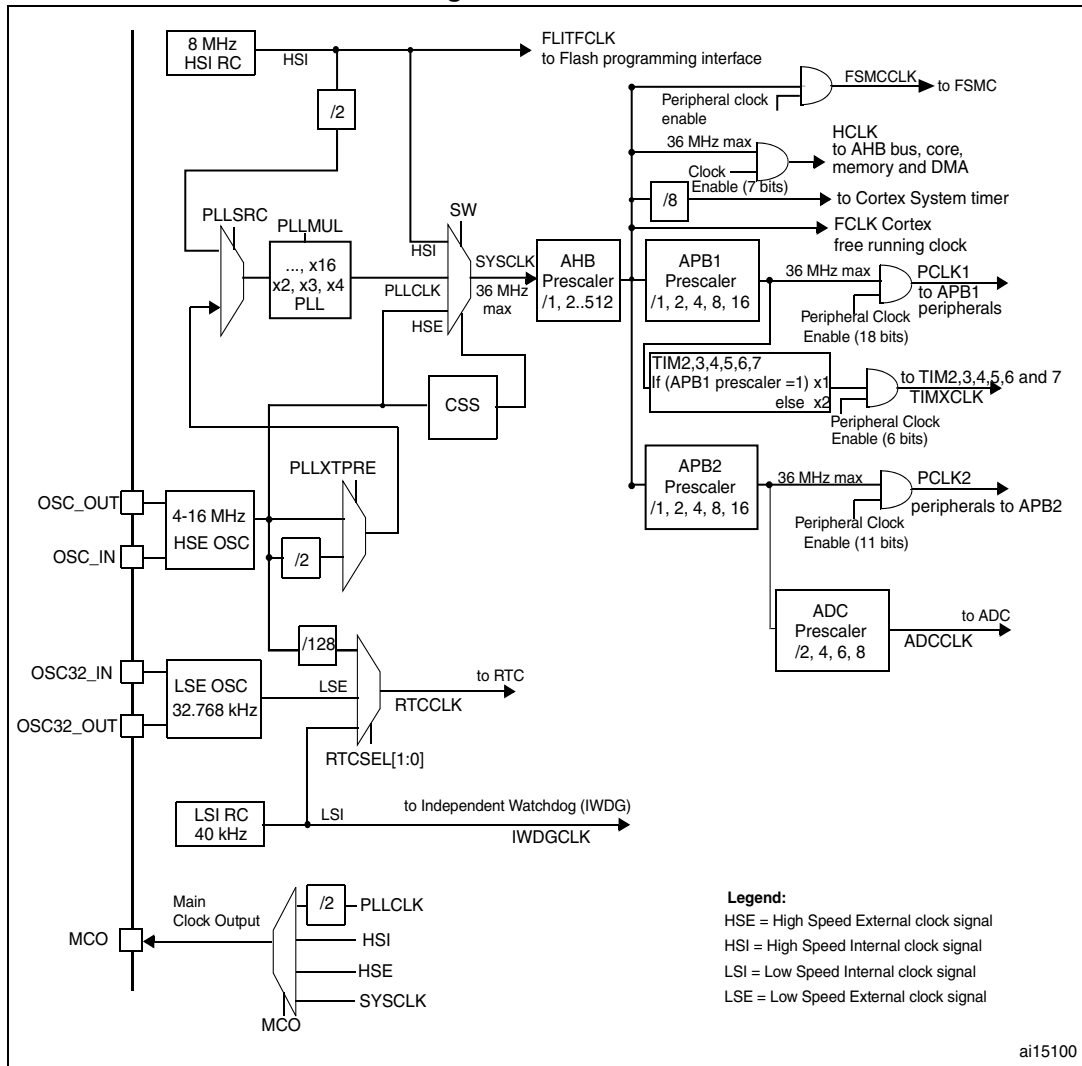 8 MHz
HSI RC
HSI
FLITFCLK
to Flash programming interface
/2
FSMCCLK
to FSMC
Peripheral clock
enable
36 MHz max
HCLK
to AHB bus, core,
memory and DMA
Clock
Enable (7 bits)
/8
to Cortex System timer
FCLK Cortex
free running clock
PLLSRC
PLLMUL
..., x16
x2, x3, x4
PLL
SW
HSI
PLLCLK
HSE
SYSCLK
36 MHz
max
AHB
Prescaler
/1, 2..512
APB1
Prescaler
/1, 2, 4, 8, 16
36 MHz max
PCLK1
to APB1
peripherals
Peripheral Clock
Enable (18 bits)
TIM2,3,4,5,6,7
If (APB1 prescaler =1) x1
else x2
to TIM2,3,4,5,6 and 7
TIMXCLK
Peripheral Clock
Enable (6 bits)
CSS
PLLXTPRE
OSC_OUT
OSC_IN
4-16 MHz
HSE OSC
/2
APB2
Prescaler
/1, 2, 4, 8, 16
36 MHz max
PCLK2
peripherals to APB2
Peripheral Clock
Enable (11 bits)
ADC
Prescaler
/2, 4, 6, 8
to ADC
ADCCLK
/128
OSC32_IN
OSC32_OUT
LSE OSC
32.768 kHz
LSE
to RTC
RTCCLK
RTCSEL[1:0]
LSI RC
40 kHz
LSI
to Independent Watchdog (IWDG)
IWDGCLK
Main
Clock Output
MCO
/2
PLLCLK
HSI
HSE
SYSCLK
MCO
Legend:
HSE = High Speed External clock signal
HSI = High Speed Internal clock signal
LSI = Low Speed Internal clock signal
LSE = Low Speed External clock signal
ai15100